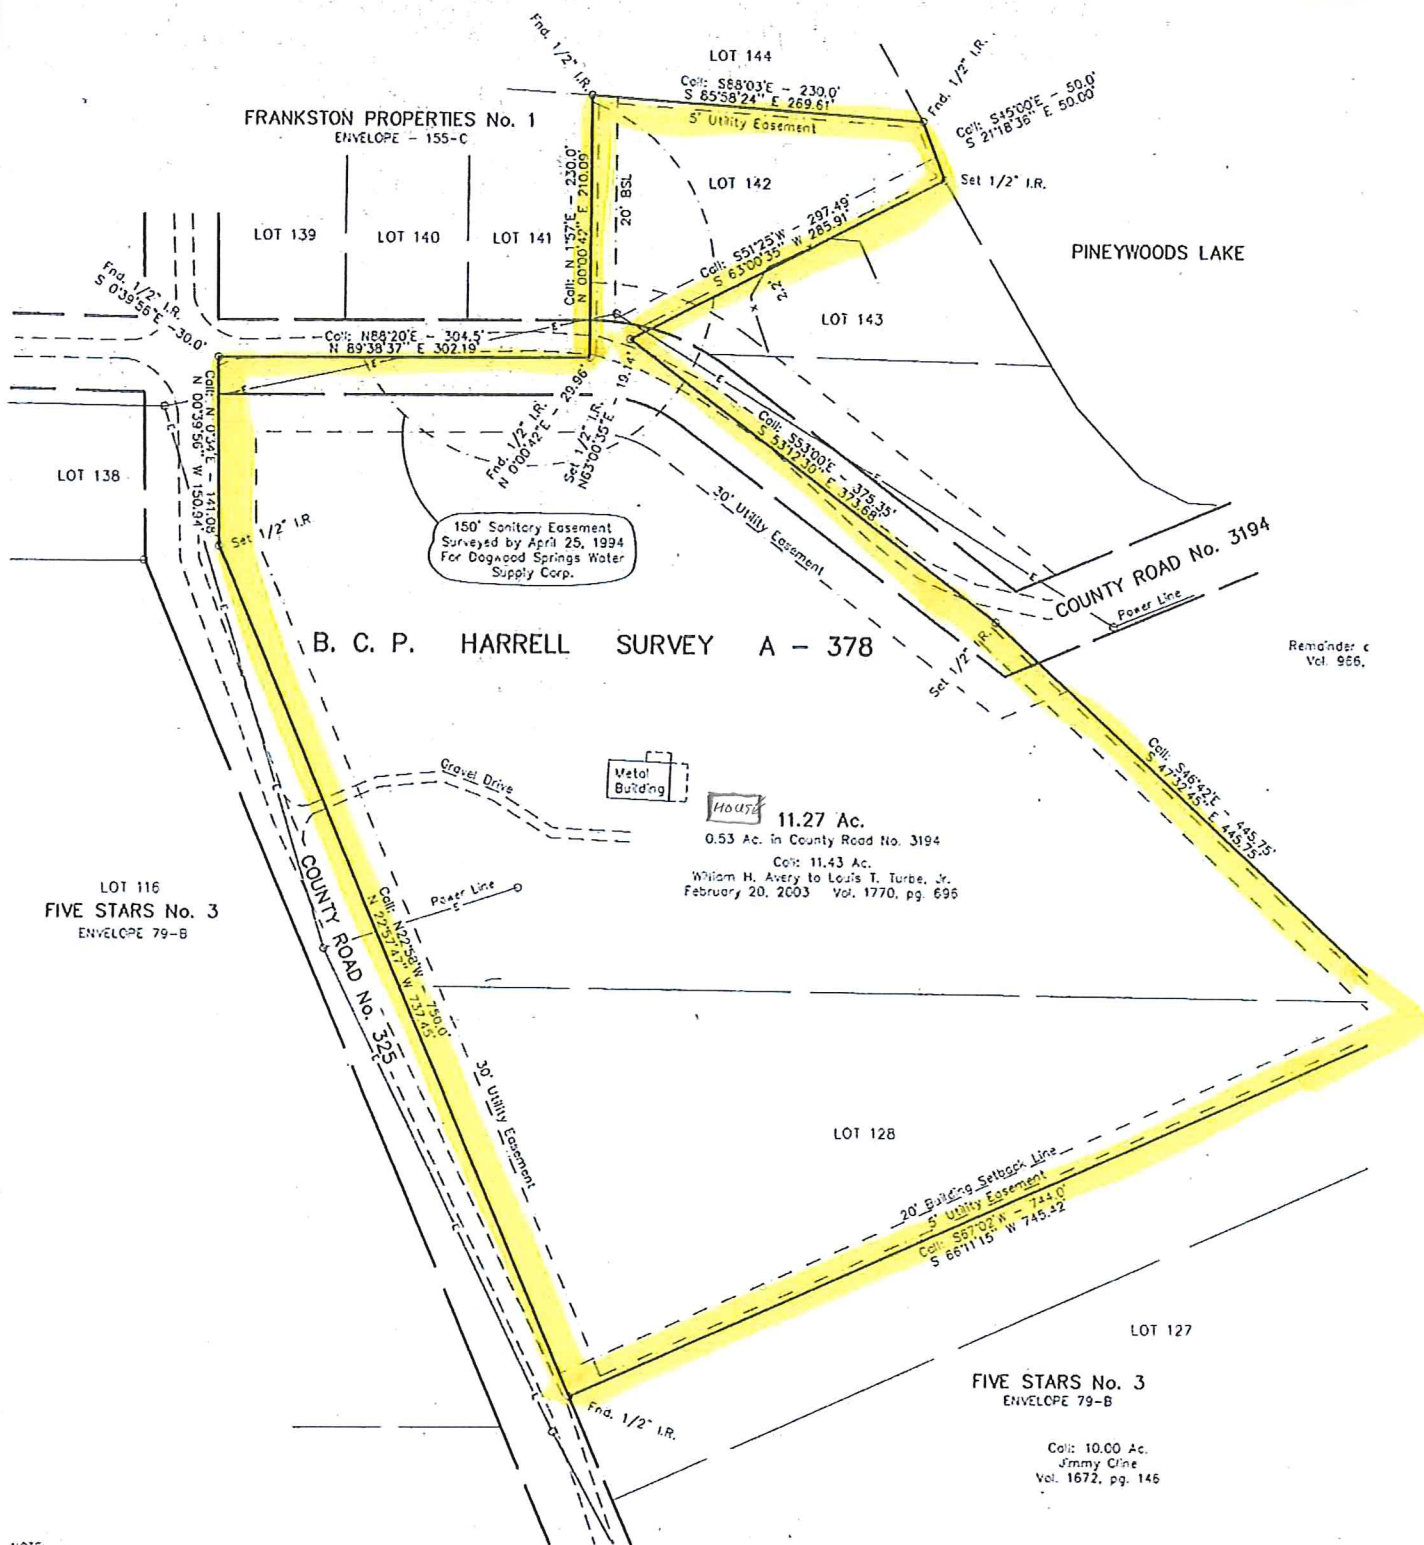 LOT 144
Fnd. 1/2" I.R.
Call: S88°03'E - 230.0'
S 85°58'24" E 269.61'
5' Utility Easement
Fnd. 1/2" I.R.
Call: S45°00'E - 50.0'
S 21°18'36" E 50.00'
Set 1/2" I.R.
FRANKSTON PROPERTIES No. 1
ENVELOPE - 155-C
LOT 139
LOT 140
LOT 141
Call: N 1°57'E - 230.0'
N 00°00'42" E 210.09'
20' BSL
LOT 142
Call: S51°25'W - 297.49'
S 63°00'35" W 285.91'
22'
LOT 143
PINEYWOODS LAKE
Fnd. 1/2" I.R.
S 0°39'56"E - 30.0'
Call: N88°20'E - 304.5'
N 89°38'37" E 302.19
Call: N 0°34'E - 141.08'
N 00°39'56" W 150.94'
Fnd. 1/2" I.R.
N 0°00'42"E - 29.96'
Set 1/2" I.R.
N63°00'35"E - 19.14'
LOT 138
Set 1/2" I.R.
150' Sanitary Easement
Surveyed by April 25, 1994
For Dogwood Springs Water
Supply Corp.
Call: S53°00'E - 375.35'
S 53°12'30" E 373.68'
30' Utility Easement
COUNTY ROAD No. 3194
Power Line
Set 1/2" I.R.
Remainder
Vol. 966,
B. C. P. HARRELL SURVEY A - 378
Gravel Drive
Metal
Building
HOUSE
11.27 Ac.
0.53 Ac. in County Road No. 3194
Call: 11.43 Ac.
William H. Avery to Louis T. Turbe, Jr.
February 20, 2003 Vol. 1770, pg. 696
Call: S46°42'E - 445.75'
S 47°32'45" E 445.75'
LOT 116
FIVE STARS No. 3
ENVELOPE 79-B
COUNTY ROAD No. 325
Power Line
Call: N22°58'W - 750.0'
N 22°57'47" W 737.45'
30' Utility Easement
LOT 128
20' Building Setback Line
5' Utility Easement
Call: S67°02'W - 744.0'
S 66°11'15" W 745.42'
Fnd. 1/2" I.R.
LOT 127
FIVE STARS No. 3
ENVELOPE 79-B
Call: 10.00 Ac.
Jimmy Cline
Vol. 1672, pg. 146